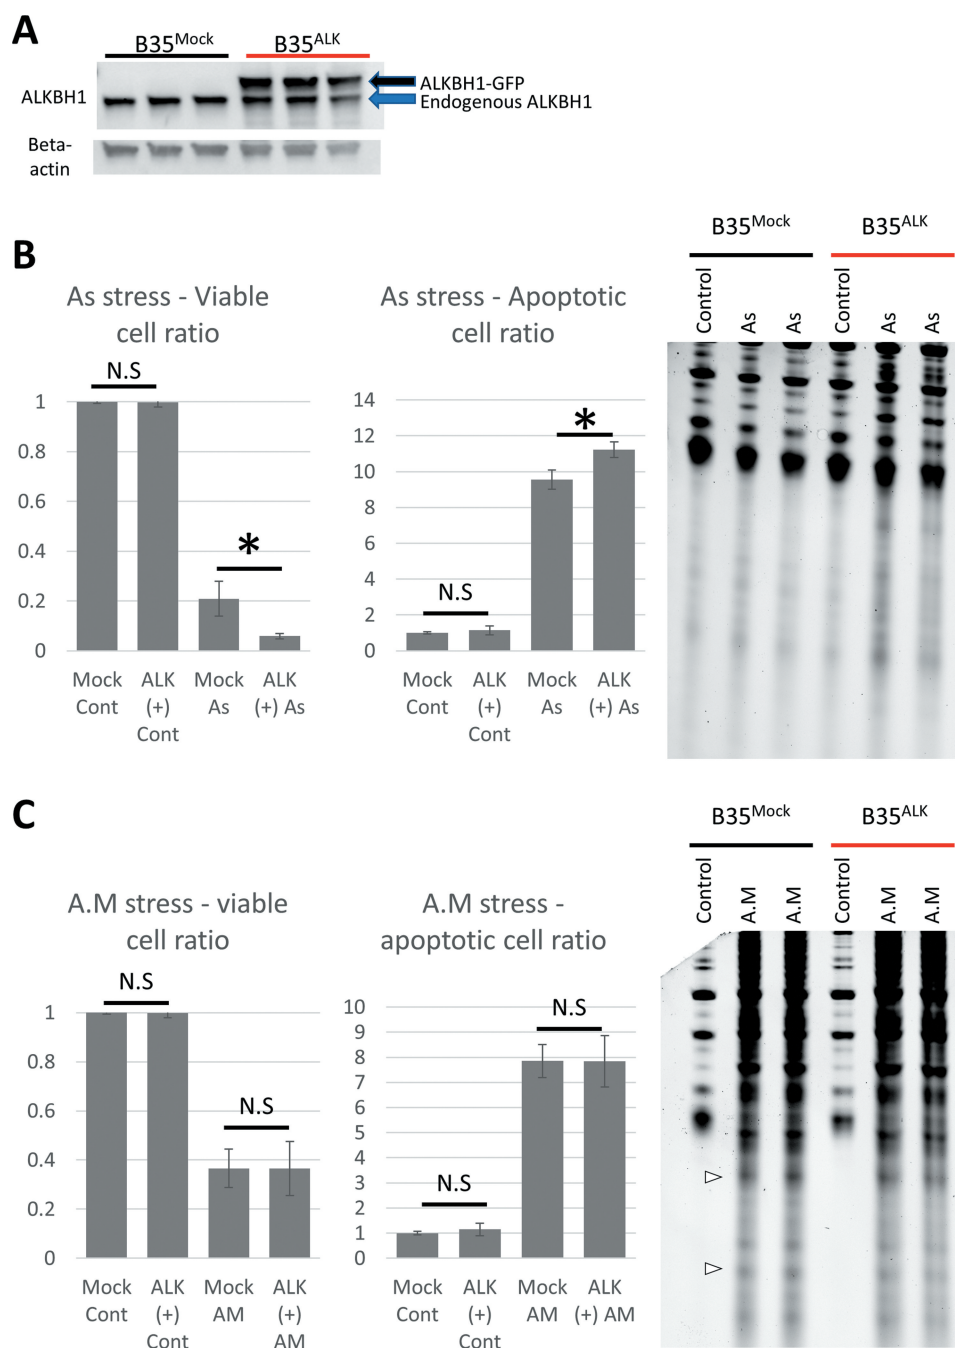 A
B35Mock
B35ALK
ALKBH1
ALKBH1-GFP
Endogenous ALKBH1
Beta-
actin
B
As stress - Viable
cell ratio
N.S
*
1
0.8
0.6
0.4
0.2
0
Mock
Cont
ALK
(+)
Cont
Mock
As
ALK
(+) As
As stress - Apoptotic
cell ratio
N.S
*
14
12
10
8
6
4
2
0
Mock
Cont
ALK
(+)
Cont
Mock
As
ALK
(+) As
B35Mock
B35ALK
Control
As
As
Control
As
As
C
A.M stress - viable
cell ratio
N.S
N.S
1
0.8
0.6
0.4
0.2
0
Mock
Cont
ALK
(+)
Cont
Mock
AM
ALK
(+)
AM
A.M stress -
apoptotic cell ratio
N.S
N.S
10
9
8
7
6
5
4
3
2
1
0
Mock
Cont
ALK
(+)
Cont
Mock
AM
ALK
(+) AM
B35Mock
B35ALK
Control
A.M
A.M
Control
A.M
A.M